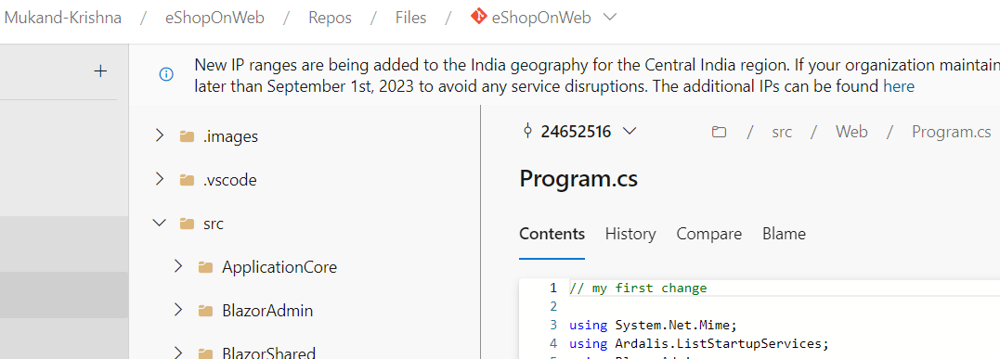 Mukand-Krishna / eShopOnWeb / Repos / Files / eShopOnWeb
New IP ranges are being added to the India geography for the Central India region. If your organization maintain
later than September 1st, 2023 to avoid any service disruptions. The additional IPs can be found here
.images
.vscode
src
ApplicationCore
BlazorAdmin
BlazorShared
24652516
/ src / Web / Program.cs
Program.cs
Contents History Compare Blame
1 // my first change
2
3 using System.Net.Mime;
4 using Ardalis.ListStartupServices;